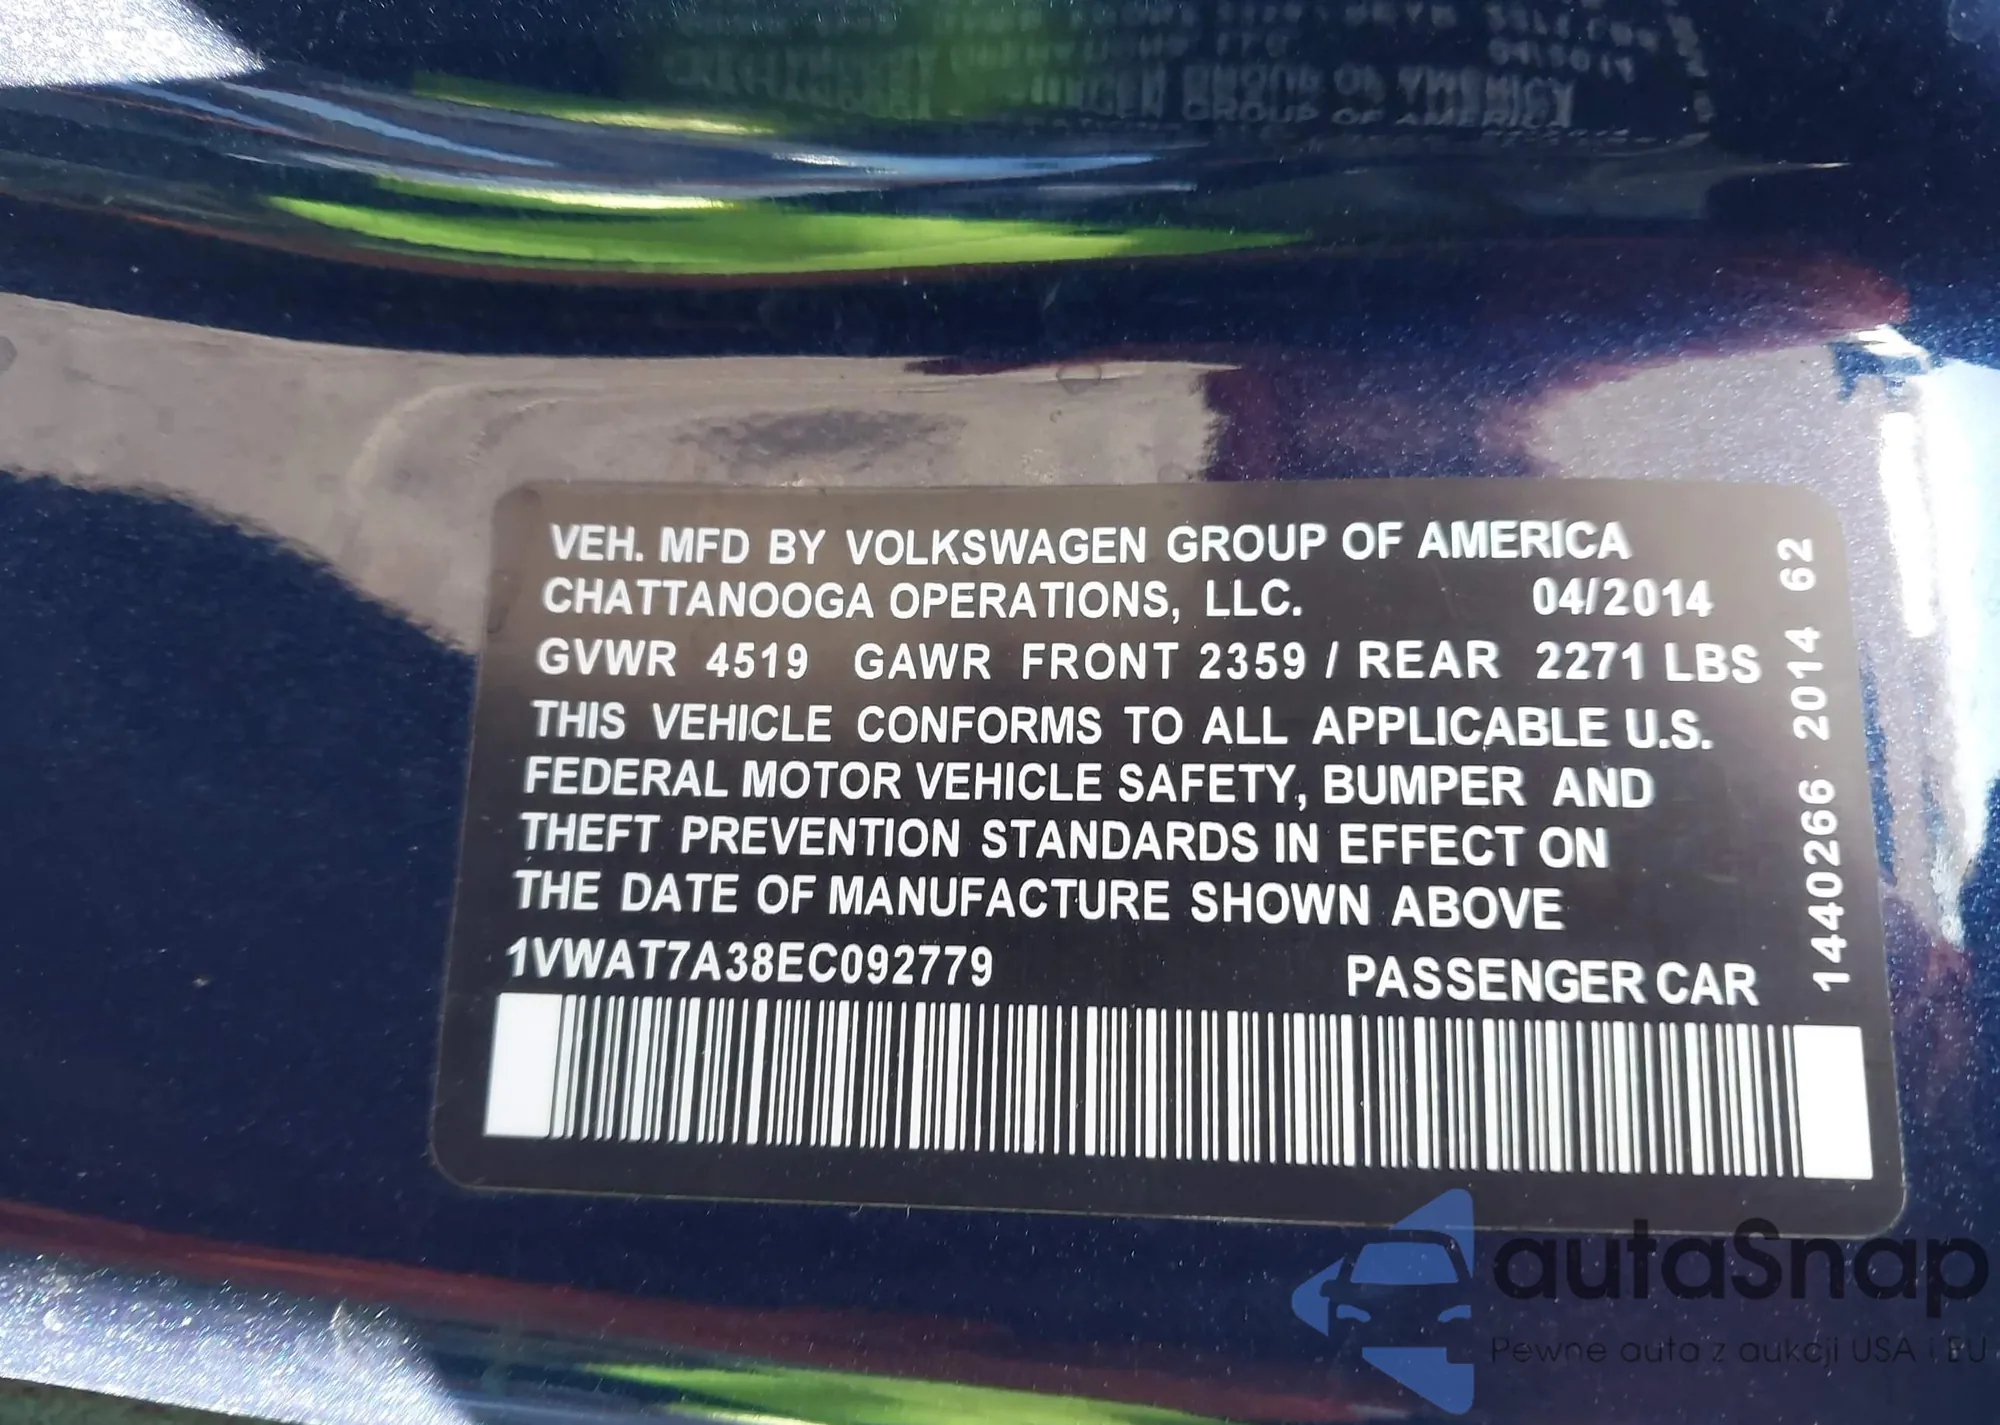 VEH. MFD BY VOLKSWAGEN GROUP OF AMERICA
CHATTANOOGA OPERATIONS, LLC. 04/2014
GVWR 4519 GAWR FRONT 2359 / REAR 2271 LBS
THIS VEHICLE CONFORMS TO ALL APPLICABLE U.S.
FEDERAL MOTOR VEHICLE SAFETY, BUMPER AND
THEFT PREVENTION STANDARDS IN EFFECT ON
THE DATE OF MANUFACTURE SHOWN ABOVE
1VWAT7A38EC092779 PASSENGER CAR
1440266 2014 62
autaSnap
Pewne auta z aukcji USA i EU